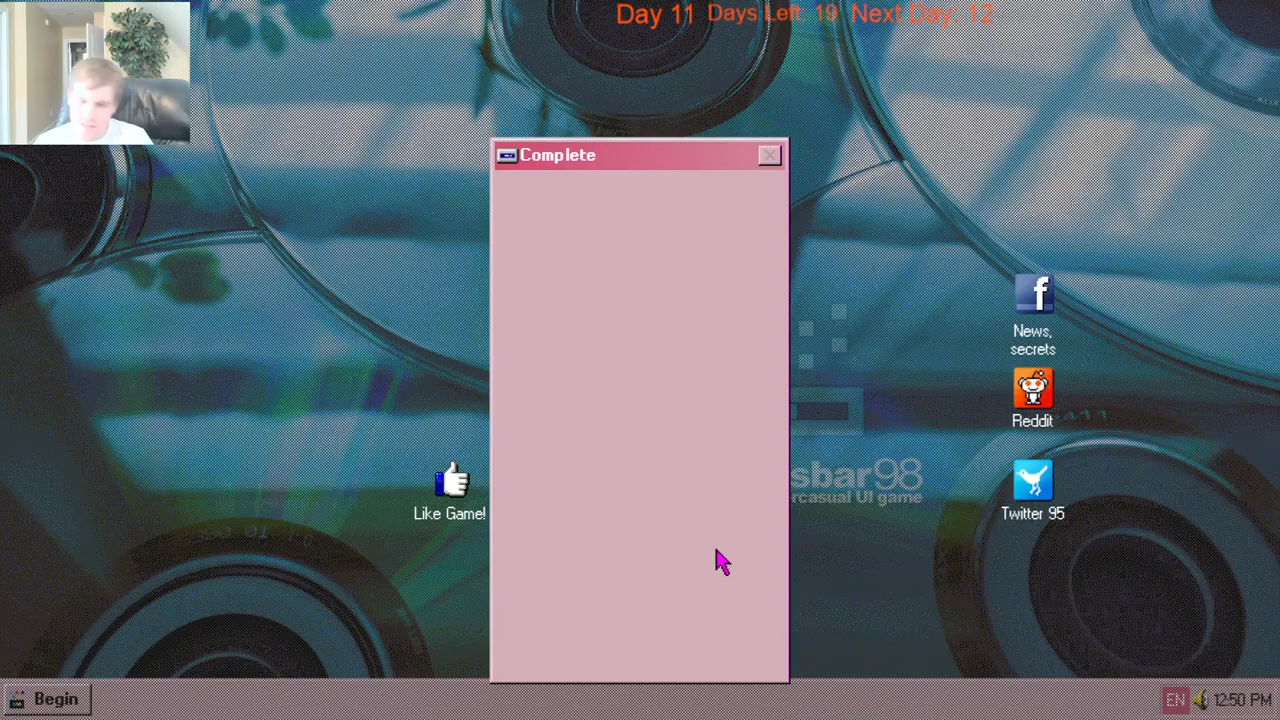 Day 11 Days Left: 19 Next Day: 12
Complete
News,
secrets
Reddit
sbar98
rcasual UI game
Like Game!
Twitter 95
Begin
EN 12:50 PM